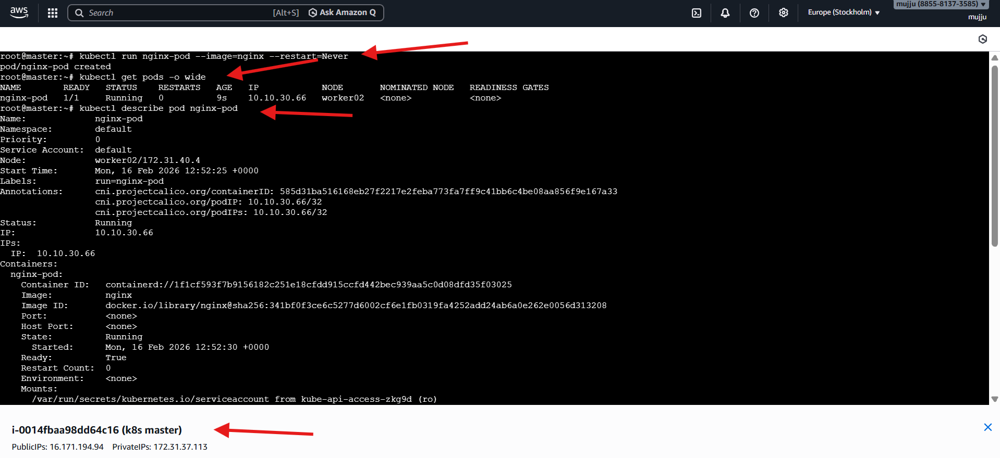 aws
Search [Alt+S] Ask Amazon Q
Europe (Stockholm)
mujju (8855-8137-3585)
mujju
root@master:~# kubectl run nginx-pod --image=nginx --restart=Never
pod/nginx-pod created
root@master:~# kubectl get pods -o wide
NAME READY STATUS RESTARTS AGE IP NODE NOMINATED NODE READINESS GATES
nginx-pod 1/1 Running 0 9s 10.10.30.66 worker02 <none> <none>
root@master:~# kubectl describe pod nginx-pod
Name: nginx-pod
Namespace: default
Priority: 0
Service Account: default
Node: worker02/172.31.40.4
Start Time: Mon, 16 Feb 2026 12:52:25 +0000
Labels: run=nginx-pod
Annotations: cni.projectcalico.org/containerID: 585d31ba516168eb27f2217e2feba773fa7ff9c41bb6c4be08aa856f9e167a33
cni.projectcalico.org/podIP: 10.10.30.66/32
cni.projectcalico.org/podIPs: 10.10.30.66/32
Status: Running
IP: 10.10.30.66
IPs:
IP: 10.10.30.66
Containers:
nginx-pod:
Container ID: containerd://1f1cf593f7b9156182c251e18cfdd915ccfd442bec939aa5c0d08dfd35f03025
Image: nginx
Image ID: docker.io/library/nginx@sha256:341bf0f3ce6c5277d6002cf6e1fb0319fa4252add24ab6a0e262e0056d313208
Port: <none>
Host Port: <none>
State: Running
Started: Mon, 16 Feb 2026 12:52:30 +0000
Ready: True
Restart Count: 0
Environment: <none>
Mounts:
/var/run/secrets/kubernetes.io/serviceaccount from kube-api-access-zkg9d (ro)
i-0014fbaa98dd64c16 (k8s master)
PublicIPs: 16.171.194.94 PrivateIPs: 172.31.37.113